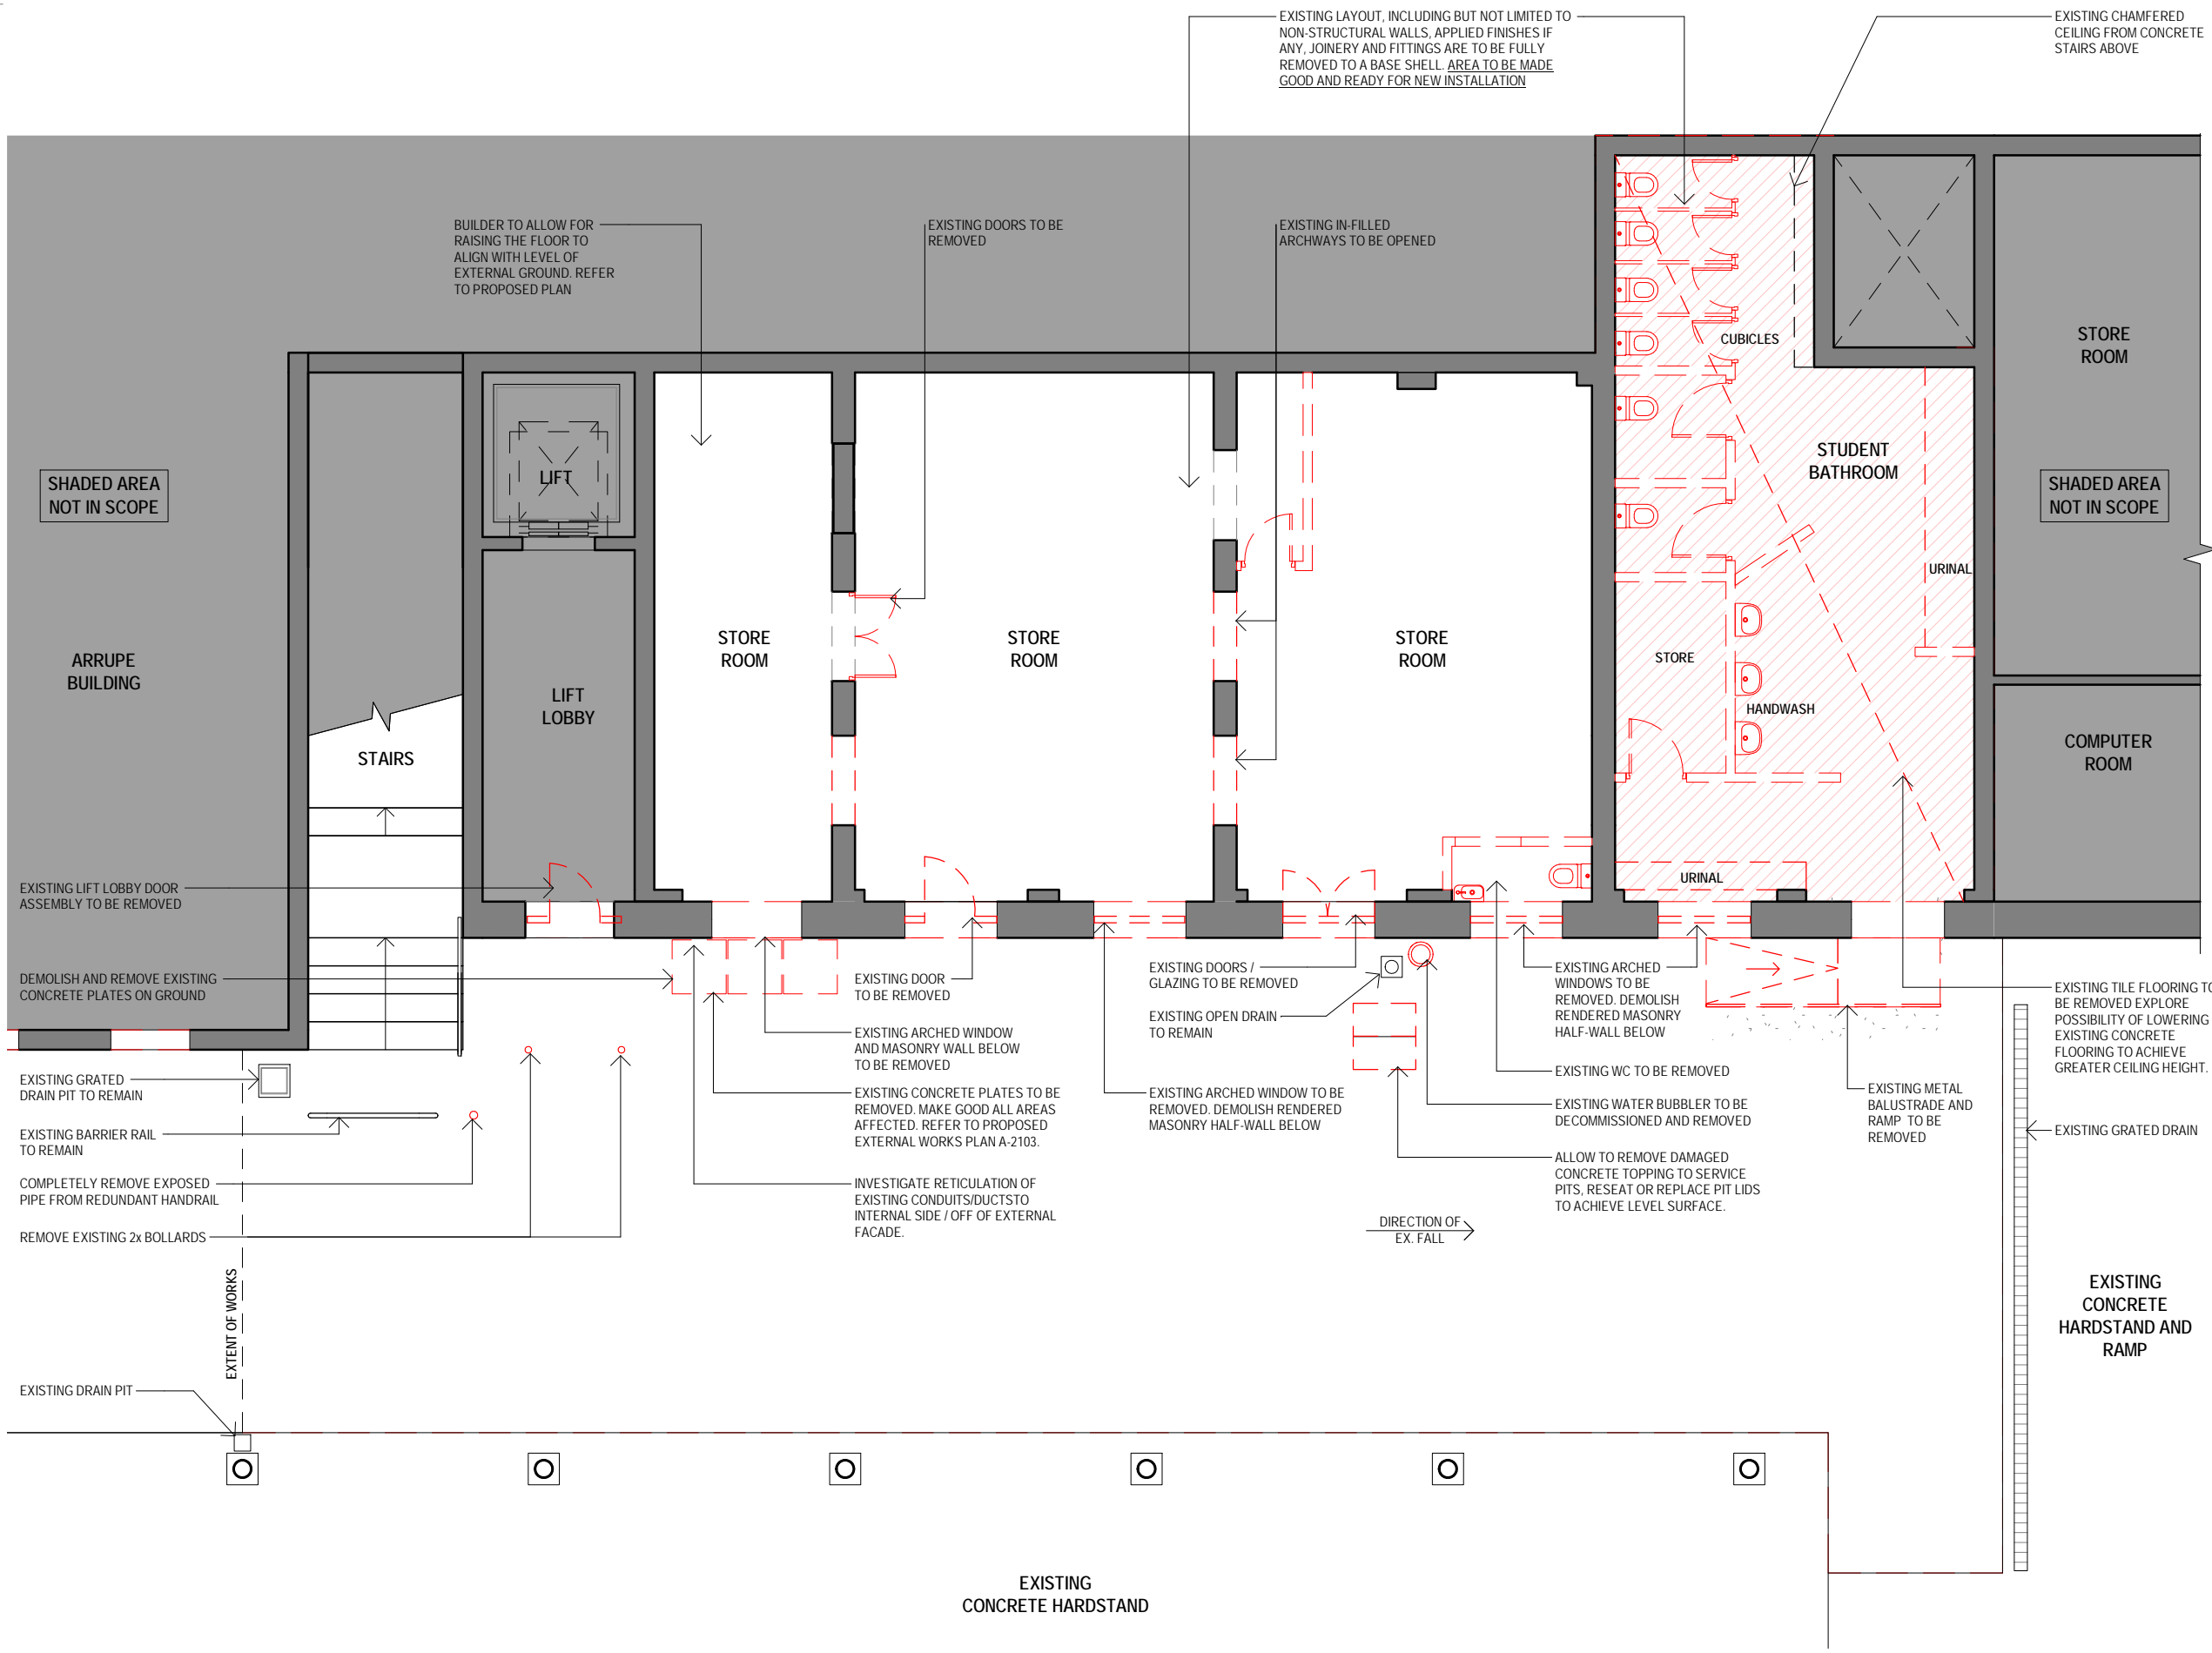 EXISTING LAYOUT, INCLUDING BUT NOT LIMITED TO
NON-STRUCTURAL WALLS, APPLIED FINISHES IF
ANY, JOINERY AND FITTINGS ARE TO BE FULLY
REMOVED TO A BASE SHELL. AREA TO BE MADE
GOOD AND READY FOR NEW INSTALLATION
EXISTING CHAMFERED
CEILING FROM CONCRETE
STAIRS ABOVE
BUILDER TO ALLOW FOR
RAISING THE FLOOR TO
ALIGN WITH LEVEL OF
EXTERNAL GROUND. REFER
TO PROPOSED PLAN
EXISTING DOORS TO BE
REMOVED
EXISTING IN-FILLED
ARCHWAYS TO BE OPENED
CUBICLES
STORE
ROOM
STUDENT
BATHROOM
SHADED AREA
NOT IN SCOPE
LIFT
SHADED AREA
NOT IN SCOPE
URINAL
ARRUPE
BUILDING
STORE
ROOM
STORE
ROOM
STORE
ROOM
STORE
LIFT
LOBBY
HANDWASH
STAIRS
COMPUTER
ROOM
URINAL
EXISTING LIFT LOBBY DOOR
ASSEMBLY TO BE REMOVED
DEMOLISH AND REMOVE EXISTING
CONCRETE PLATES ON GROUND
EXISTING DOOR
TO BE REMOVED
EXISTING DOORS /
GLAZING TO BE REMOVED
EXISTING ARCHED
WINDOWS TO BE
REMOVED. DEMOLISH
RENDERED MASONRY
HALF-WALL BELOW
EXISTING TILE FLOORING TO
BE REMOVED EXPLORE
POSSIBILITY OF LOWERING
EXISTING CONCRETE
FLOORING TO ACHIEVE
GREATER CEILING HEIGHT.
EXISTING OPEN DRAIN
TO REMAIN
EXISTING ARCHED WINDOW
AND MASONRY WALL BELOW
TO BE REMOVED
EXISTING GRATED
DRAIN PIT TO REMAIN
EXISTING CONCRETE PLATES TO BE
REMOVED. MAKE GOOD ALL AREAS
AFFECTED. REFER TO PROPOSED
EXTERNAL WORKS PLAN A-2103.
EXISTING ARCHED WINDOW TO BE
REMOVED. DEMOLISH RENDERED
MASONRY HALF-WALL BELOW
EXISTING WC TO BE REMOVED
EXISTING WATER BUBBLER TO BE
DECOMMISSIONED AND REMOVED
EXISTING METAL
BALUSTRADE AND
RAMP TO BE
REMOVED
EXISTING BARRIER RAIL
TO REMAIN
EXISTING GRATED DRAIN
COMPLETELY REMOVE EXPOSED
PIPE FROM REDUNDANT HANDRAIL
INVESTIGATE RETICULATION OF
EXISTING CONDUITS/DUCTSTO
INTERNAL SIDE / OFF OF EXTERNAL
FACADE.
ALLOW TO REMOVE DAMAGED
CONCRETE TOPPING TO SERVICE
PITS, RESEAT OR REPLACE PIT LIDS
TO ACHIEVE LEVEL SURFACE.
REMOVE EXISTING 2x BOLLARDS
DIRECTION OF
EX. FALL
EXTENT OF WORKS
EXISTING
CONCRETE
HARDSTAND AND
RAMP
EXISTING DRAIN PIT
EXISTING
CONCRETE HARDSTAND